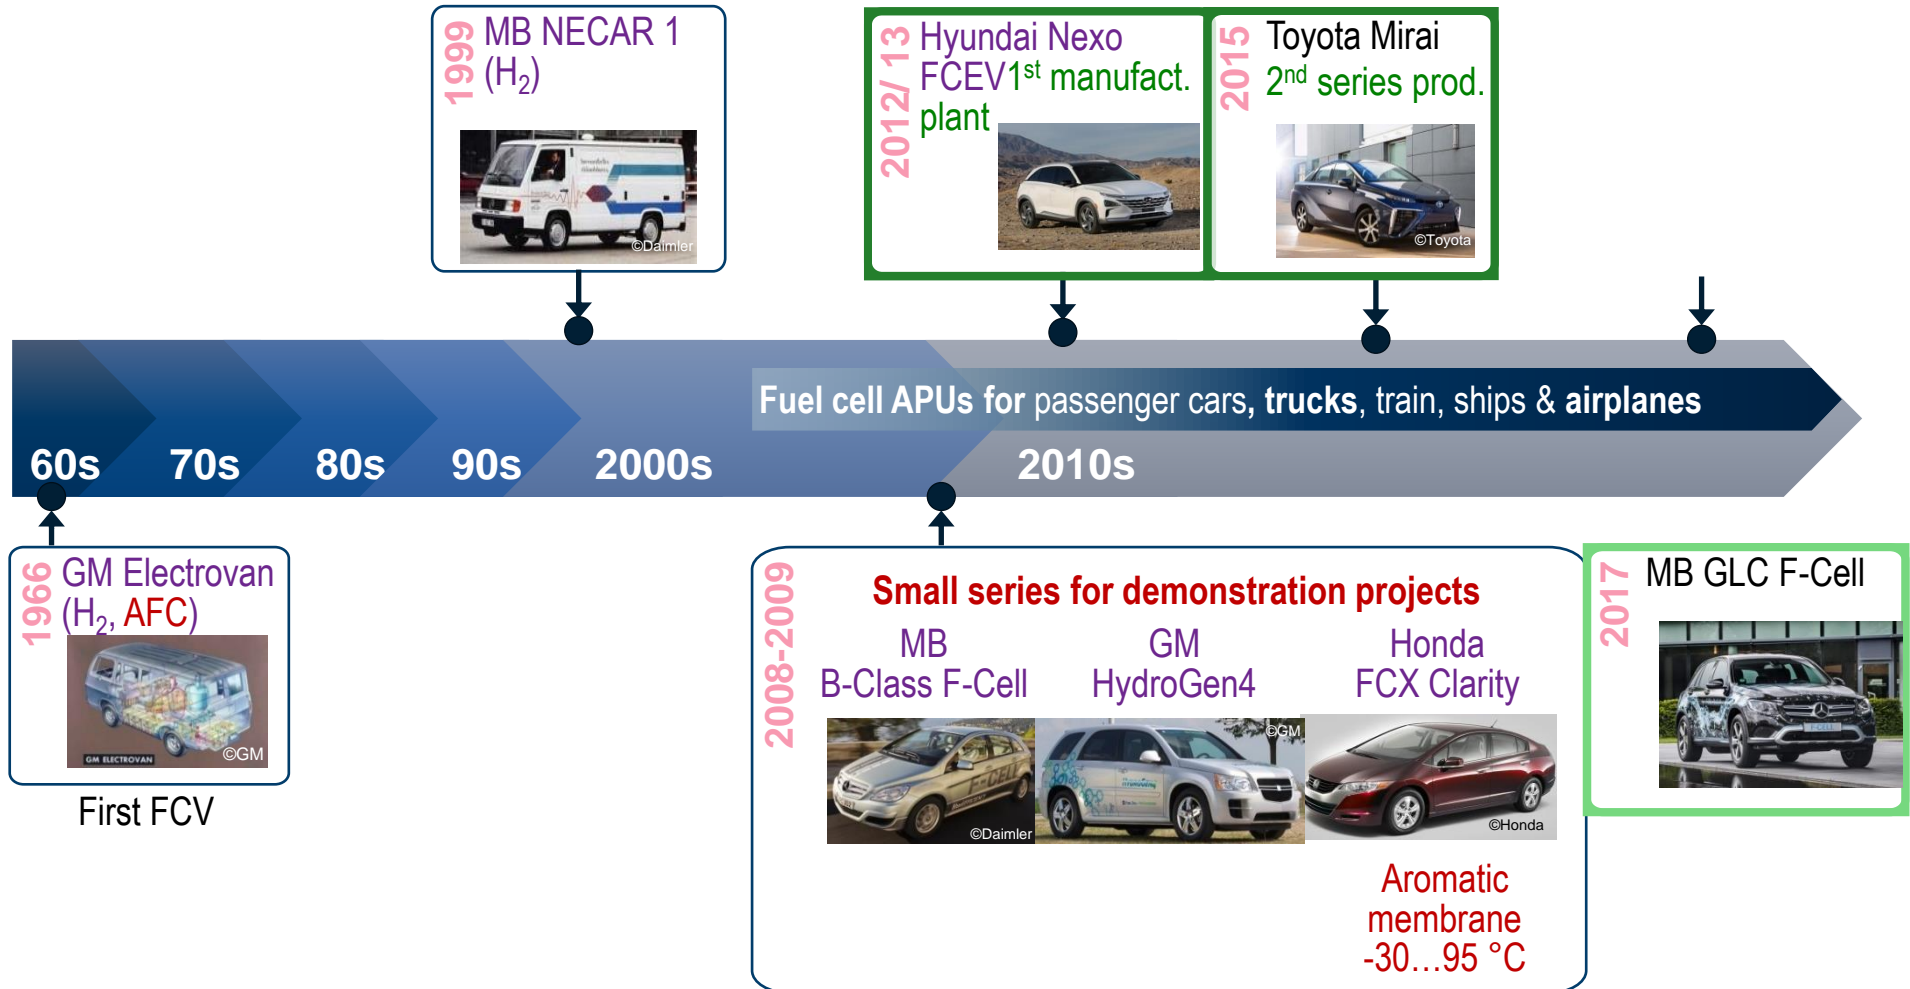 1999
MB NECAR 1
(H₂)
©Daimler
2012/ 13
Hyundai Nexo
FCEV1st manufact.
plant
2015
Toyota Mirai
2nd series prod.
©Toyota
Fuel cell APUs for passenger cars, trucks, train, ships & airplanes
60s 70s 80s 90s 2000s 2010s
1966
GM Electrovan
(H₂, AFC)
GM ELECTROVAN
©GM
First FCV
2008-2009
Small series for demonstration projects
MB
B-Class F-Cell
F-CELL
©Daimler
GM
HydroGen4
©GM
Honda
FCX Clarity
©Honda
Aromatic
membrane
-30…95 °C
2017
MB GLC F-Cell
F-CELL